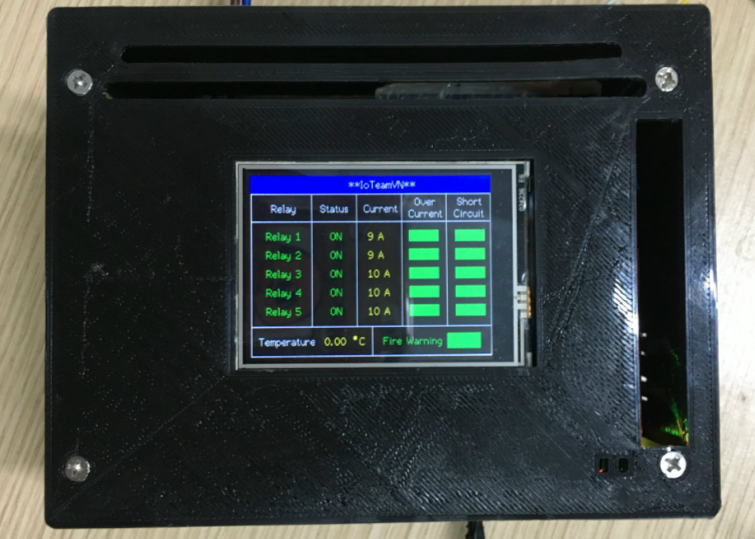 **IoTeamVN**
Relay Status Current Over Current Short Circuit
Relay 1 ON 9 A
Relay 2 ON 9 A
Relay 3 ON 10 A
Relay 4 ON 10 A
Relay 5 ON 10 A
Temperature 0.00 °C Fire Warning